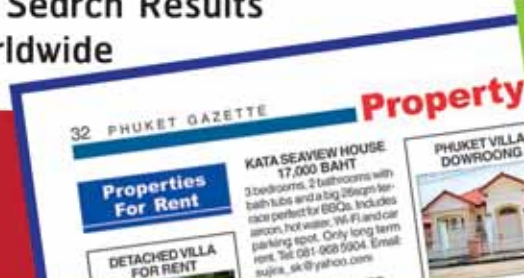 Search Results
rldwide
32 PHUKET GAZETTE
Property
Properties
For Rent
DETACHED VILLA
FOR RENT
KATA SEAVIEW HOUSE
17,000 BAHT
3 bedrooms, 2 bathrooms with
bath tubs and a big 26sqm ter-
race perfect for BBQs. Includes
aircon, hot water, Wi-Fi and car
parking spot. Only long term
rent. Tel: 081-968 5904. Email:
sujira_sk@yahoo.com
PHUKET VILLA
DOWROONG